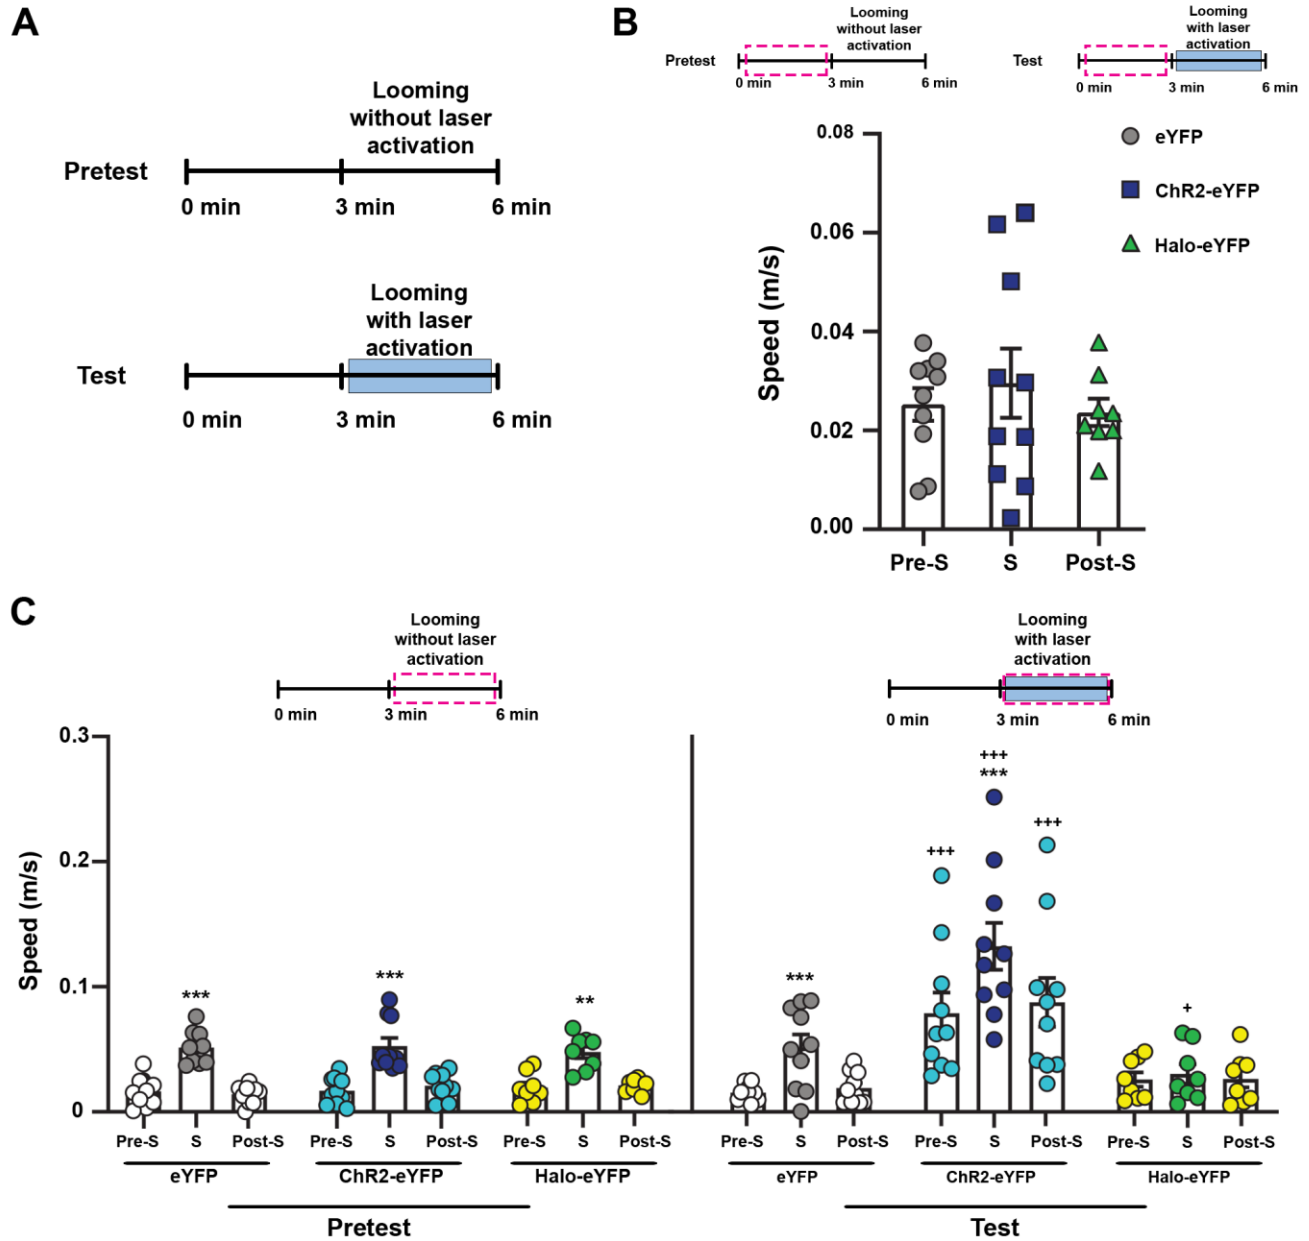 A
Looming
without laser
activation
Pretest
0 min 3 min 6 min
Looming
with laser
activation
Test
0 min 3 min 6 min
B
Looming
without laser
activation
Pretest
0 min 3 min 6 min
Looming
with laser
activation
Test
0 min 3 min 6 min
eYFP
ChR2-eYFP
Halo-eYFP
Speed (m/s)
0.08
0.06
0.04
0.02
0.00
Pre-S S Post-S
C
Looming
without laser
activation
0 min 3 min 6 min
Looming
with laser
activation
0 min 3 min 6 min
Speed (m/s)
0.3
0.2
0.1
0
*** *** **
*** +++ +++
*** +++ +
Pre-S S Post-S Pre-S S Post-S Pre-S S Post-S Pre-S S Post-S Pre-S S Post-S Pre-S S Post-S
eYFP ChR2-eYFP Halo-eYFP eYFP ChR2-eYFP Halo-eYFP
Pretest Test